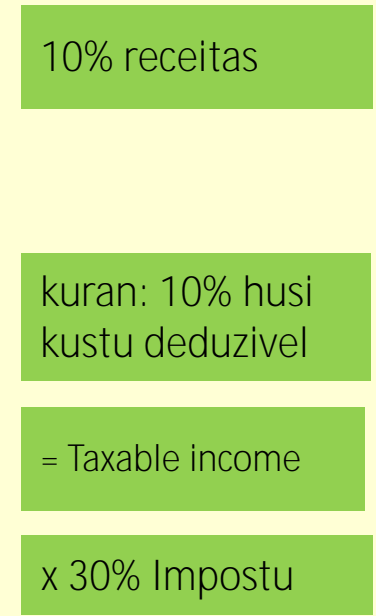 10% receitas
kuran: 10% husi
kustu deduzivel
= Taxable income
x 30% Impostu